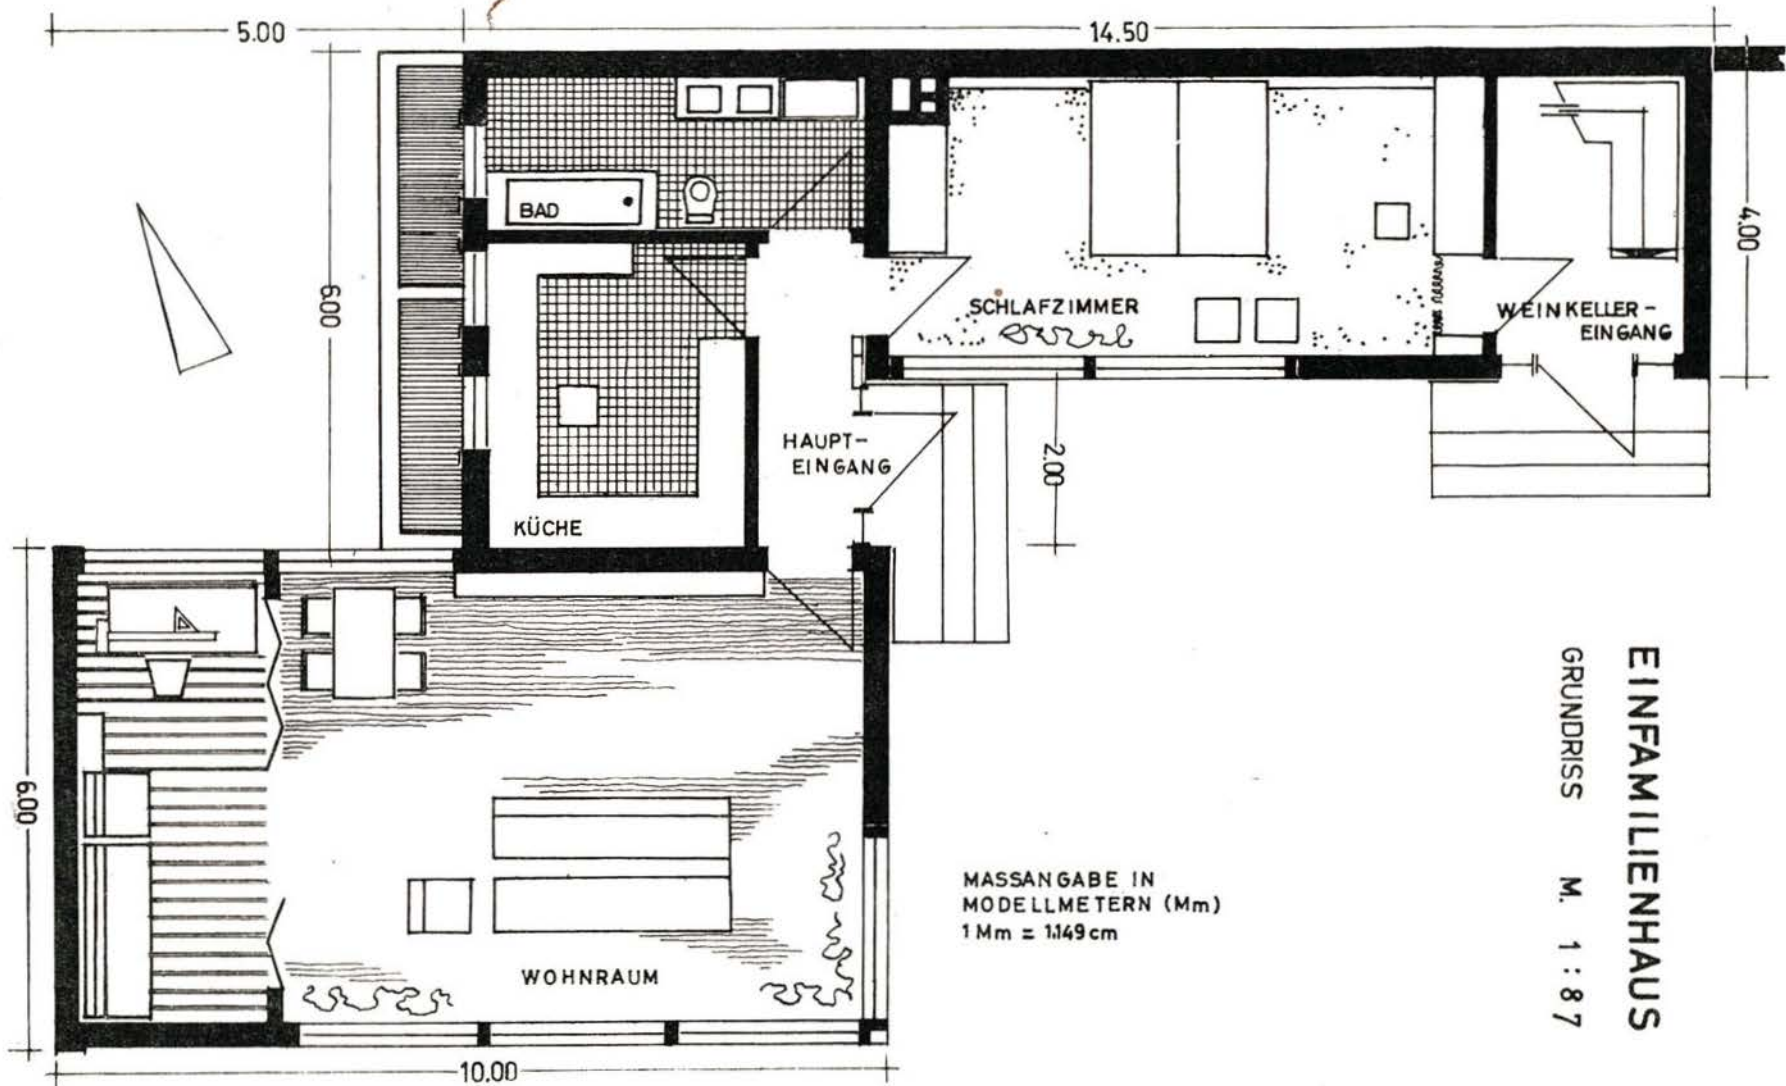 5.00
14.50
6.00
4.00
BAD
SCHLAFZIMMER
WEINKELLER-
EINGANG
HAUPT-
EINGANG
2.00
KÜCHE
6.00
WOHNRAUM
10.00
MASSANGABE IN
MODELLMETERN (Mm)
1 Mm = 1.149 cm
EINFAMILIENHAUS
GRUNDRISS M. 1:87